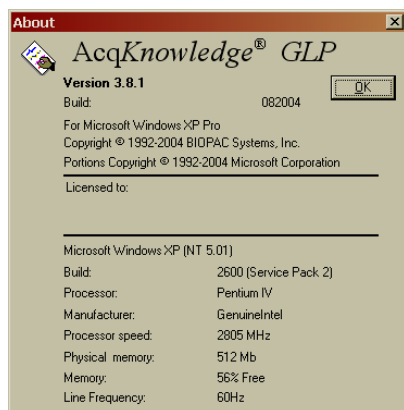 About
AcqKnowledge® GLP
Version 3.8.1
OK
Build: 082004
For Microsoft Windows XP Pro
Copyright © 1992-2004 BIOPAC Systems, Inc.
Portions Copyright © 1992-2004 Microsoft Corporation
Licensed to:
Microsoft Windows XP (NT 5.01)
Build: 2600 (Service Pack 2)
Processor: Pentium IV
Manufacturer: GenuineIntel
Processor speed: 2805 MHz
Physical memory: 512 Mb
Memory: 56% Free
Line Frequency: 60Hz